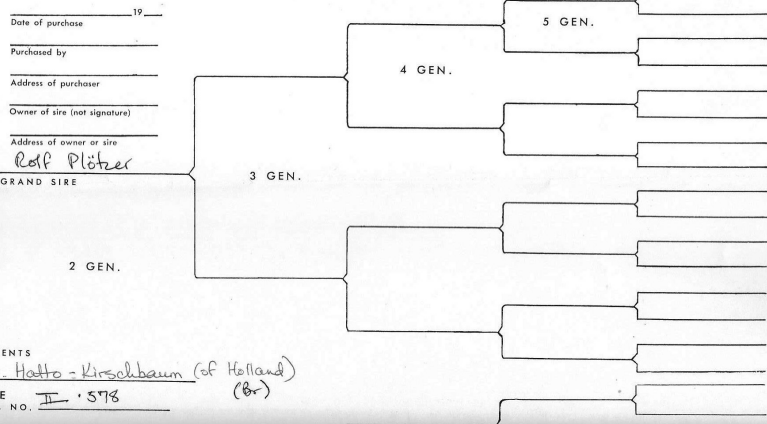 19
Date of purchase
5 GEN.
Purchased by
4 GEN.
Address of purchaser
Owner of sire (not signature)
Address of owner or sire
Rolf Plötzer
GRAND SIRE
3 GEN.
2 GEN.
ENTS
. Hatto = Kirschbaum (of Holland)
(Br)
E
. NO. II · 578